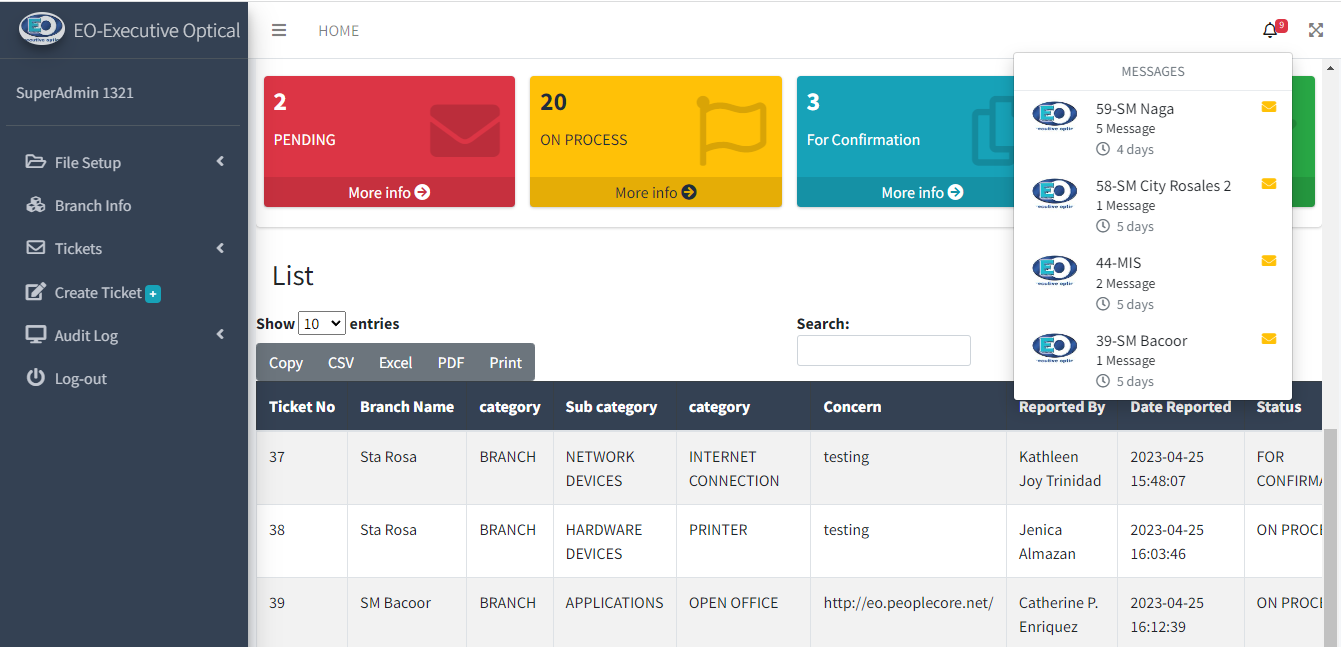 EO-Executive Optical
HOME
9
SuperAdmin 1321
File Setup
Branch Info
Tickets
Create Ticket +
Audit Log
Log-out
2
PENDING
More info
20
ON PROCESS
More info
3
For Confirmation
More info
MESSAGES
59-SM Naga
5 Message
4 days
58-SM City Rosales 2
1 Message
5 days
44-MIS
2 Message
5 days
39-SM Bacoor
1 Message
5 days
List
Show 10 entries
Search:
Copy CSV Excel PDF Print
Ticket No Branch Name category Sub category category Concern Reported By Date Reported Status
37 Sta Rosa BRANCH NETWORK INTERNET testing Kathleen 2023-04-25 FOR
DEVICES CONNECTION Joy Trinidad 15:48:07 CONFIRMA
38 Sta Rosa BRANCH HARDWARE PRINTER testing Jenica 2023-04-25 ON PROCE
DEVICES Almazan 16:03:46
39 SM Bacoor BRANCH APPLICATIONS OPEN OFFICE http://eo.peoplecore.net/ Catherine P. 2023-04-25 ON PROCE
Enriquez 16:12:39